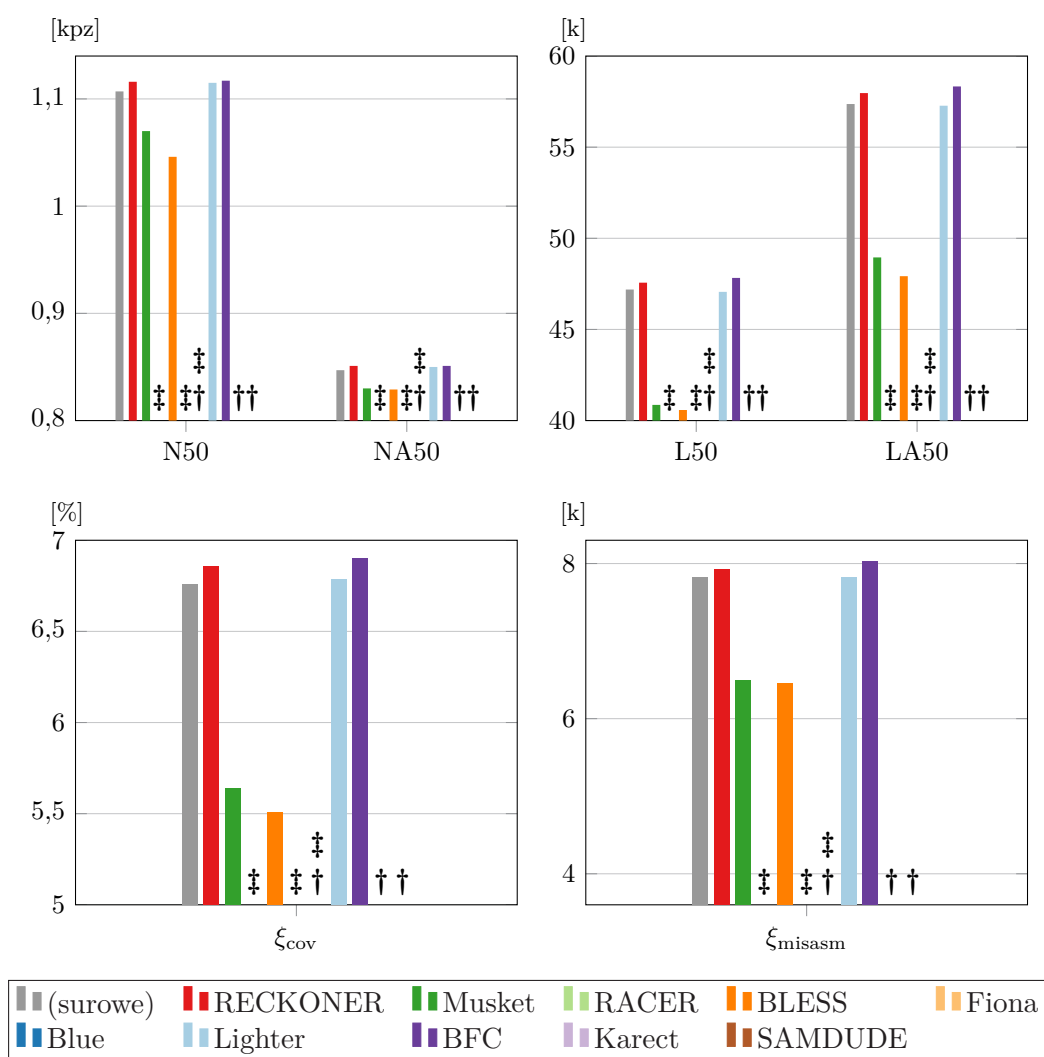 [kpz]
1,1
1
0,9
0,8
‡ ‡ ‡ † † †
‡ ‡ ‡ † † †
N50 NA50
[k]
60
55
50
45
40
‡ ‡ ‡ † † †
‡ ‡ ‡ † † †
L50 LA50
[%]
7
6,5
6
5,5
5
‡ ‡ ‡ † † †
ξcov
[k]
8
6
4
‡ ‡ ‡ † † †
ξmisasm
(surowe) RECKONER Musket RACER BLESS Fiona
Blue Lighter BFC Karect SAMDUDE